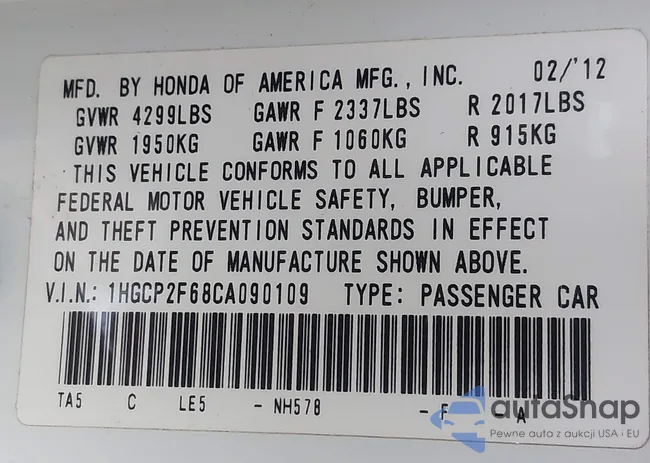 MFD. BY HONDA OF AMERICA MFG., INC. 02/'12
GVWR 4299LBS GAWR F 2337LBS R 2017LBS
GVWR 1950KG GAWR F 1060KG R 915KG
THIS VEHICLE CONFORMS TO ALL APPLICABLE
FEDERAL MOTOR VEHICLE SAFETY, BUMPER,
AND THEFT PREVENTION STANDARDS IN EFFECT
ON THE DATE OF MANUFACTURE SHOWN ABOVE.
V.I.N.: 1HGCP2F68CA090109 TYPE: PASSENGER CAR
TA5 C LE5 - NH578 - F A
autaSnap
Pewne auta z aukcji USA i EU